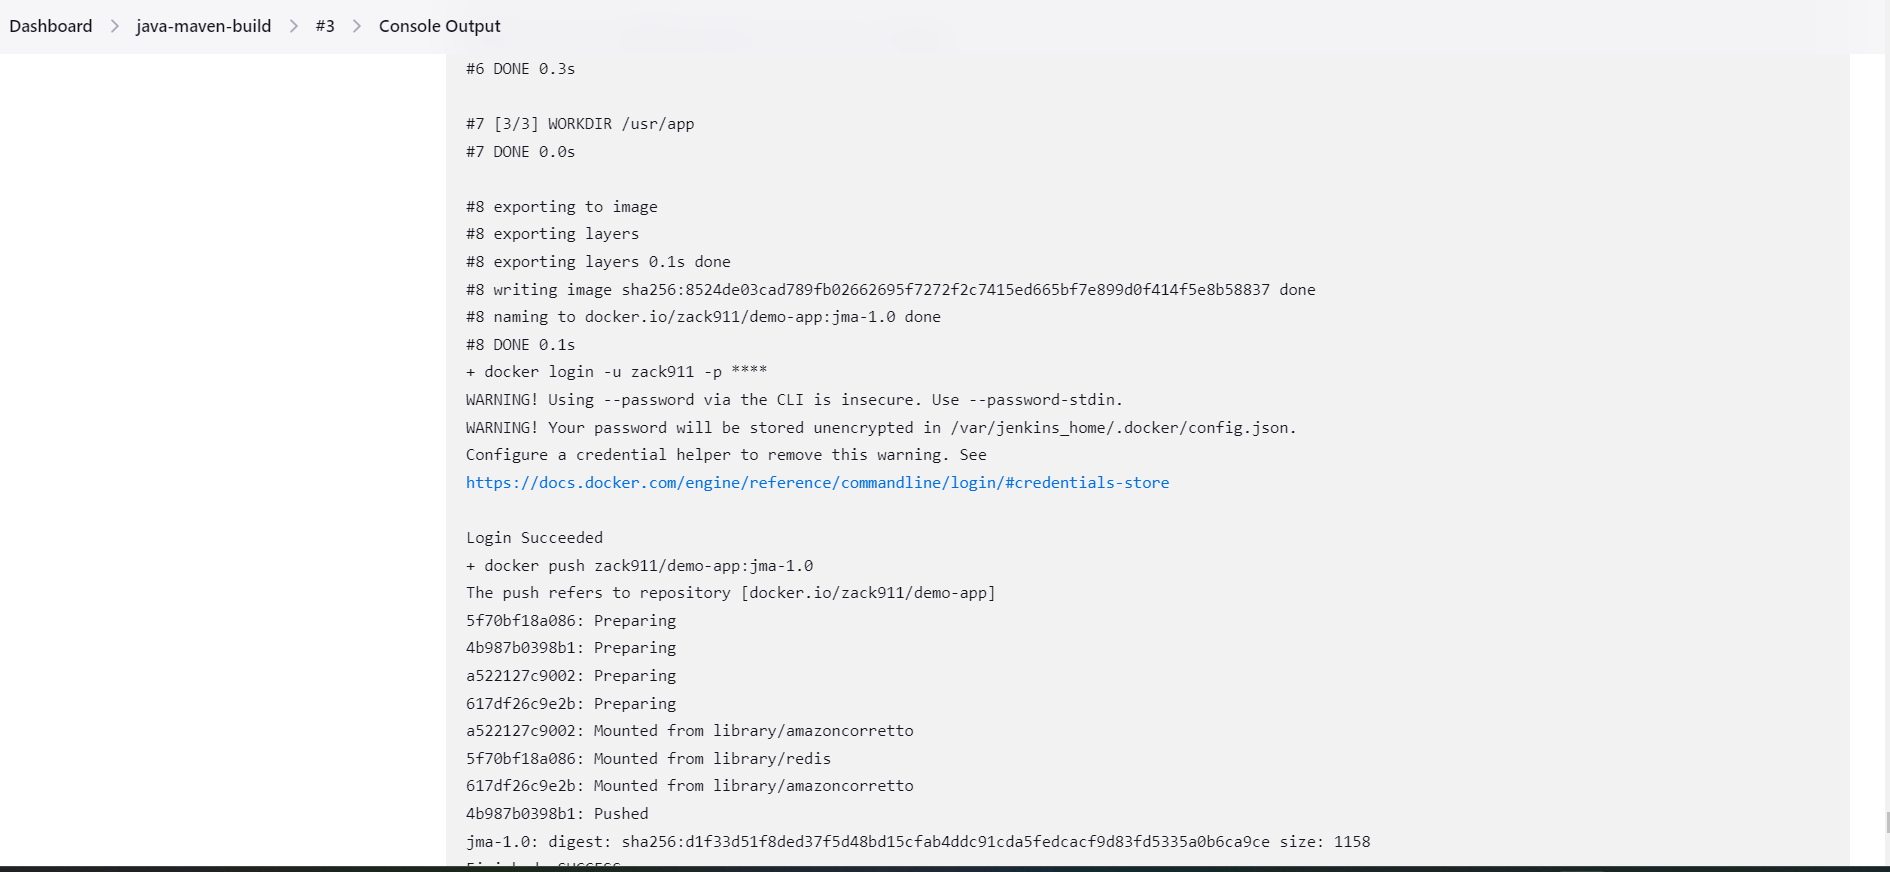 Dashboard > java-maven-build > #3 > Console Output
#6 DONE 0.3s
#7 [3/3] WORKDIR /usr/app
#7 DONE 0.0s
#8 exporting to image
#8 exporting layers
#8 exporting layers 0.1s done
#8 writing image sha256:8524de03cad789fb02662695f7272f2c7415ed665bf7e899d0f414f5e8b58837 done
#8 naming to docker.io/zack911/demo-app:jma-1.0 done
#8 DONE 0.1s
+ docker login -u zack911 -p ****
WARNING! Using --password via the CLI is insecure. Use --password-stdin.
WARNING! Your password will be stored unencrypted in /var/jenkins_home/.docker/config.json.
Configure a credential helper to remove this warning. See
https://docs.docker.com/engine/reference/commandline/login/#credentials-store
Login Succeeded
+ docker push zack911/demo-app:jma-1.0
The push refers to repository [docker.io/zack911/demo-app]
5f70bf18a086: Preparing
4b987b0398b1: Preparing
a522127c9002: Preparing
617df26c9e2b: Preparing
a522127c9002: Mounted from library/amazoncorretto
5f70bf18a086: Mounted from library/redis
617df26c9e2b: Mounted from library/amazoncorretto
4b987b0398b1: Pushed
jma-1.0: digest: sha256:d1f33d51f8ded37f5d48bd15cfab4ddc91cda5fedcacf9d83fd5335a0b6ca9ce size: 1158
Finished: SUCCESS